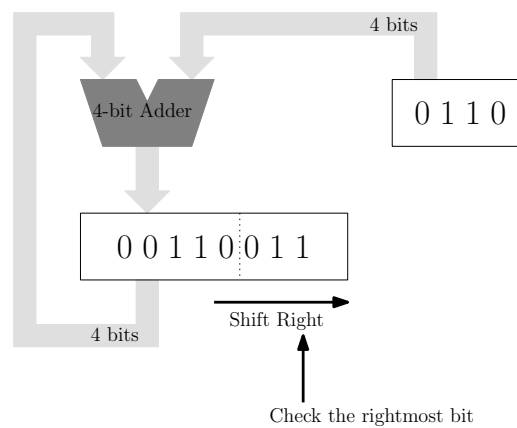 4 bits
4-bit Adder
0 1 1 0
0 0 1 1 0 0 1 1
4 bits
Shift Right
Check the rightmost bit